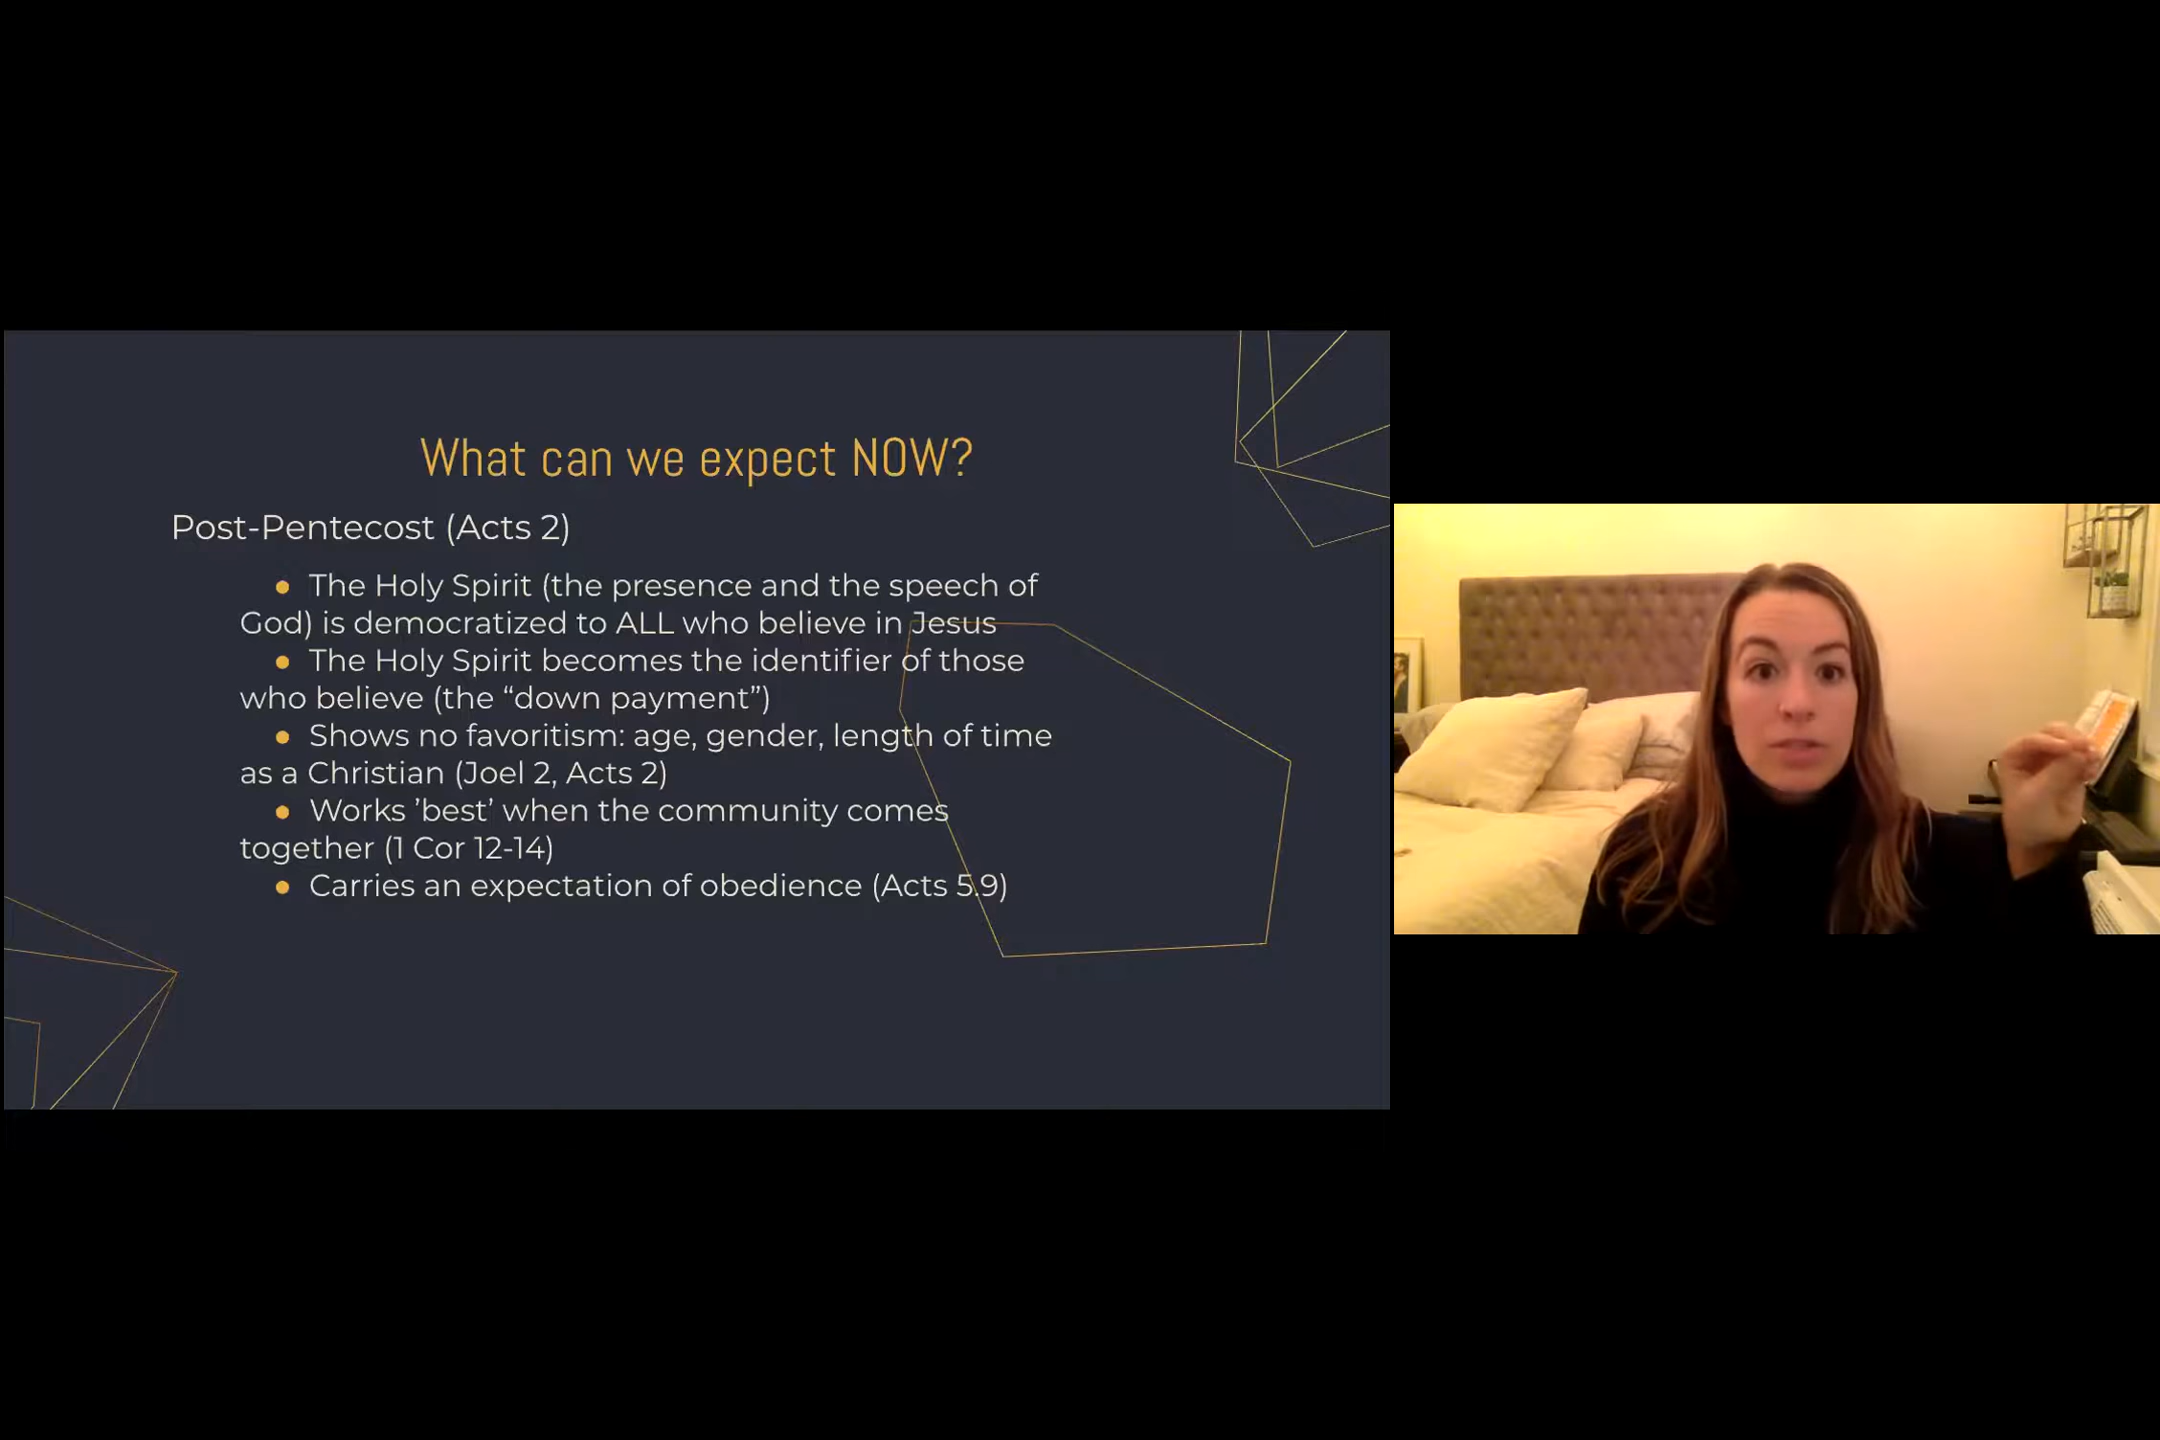 What can we expect NOW?
Post-Pentecost (Acts 2)
● The Holy Spirit (the presence and the speech of
God) is democratized to ALL who believe in Jesus
● The Holy Spirit becomes the identifier of those
who believe (the “down payment”)
● Shows no favoritism: age, gender, length of time
as a Christian (Joel 2, Acts 2)
● Works ’best’ when the community comes
together (1 Cor 12-14)
● Carries an expectation of obedience (Acts 5.9)